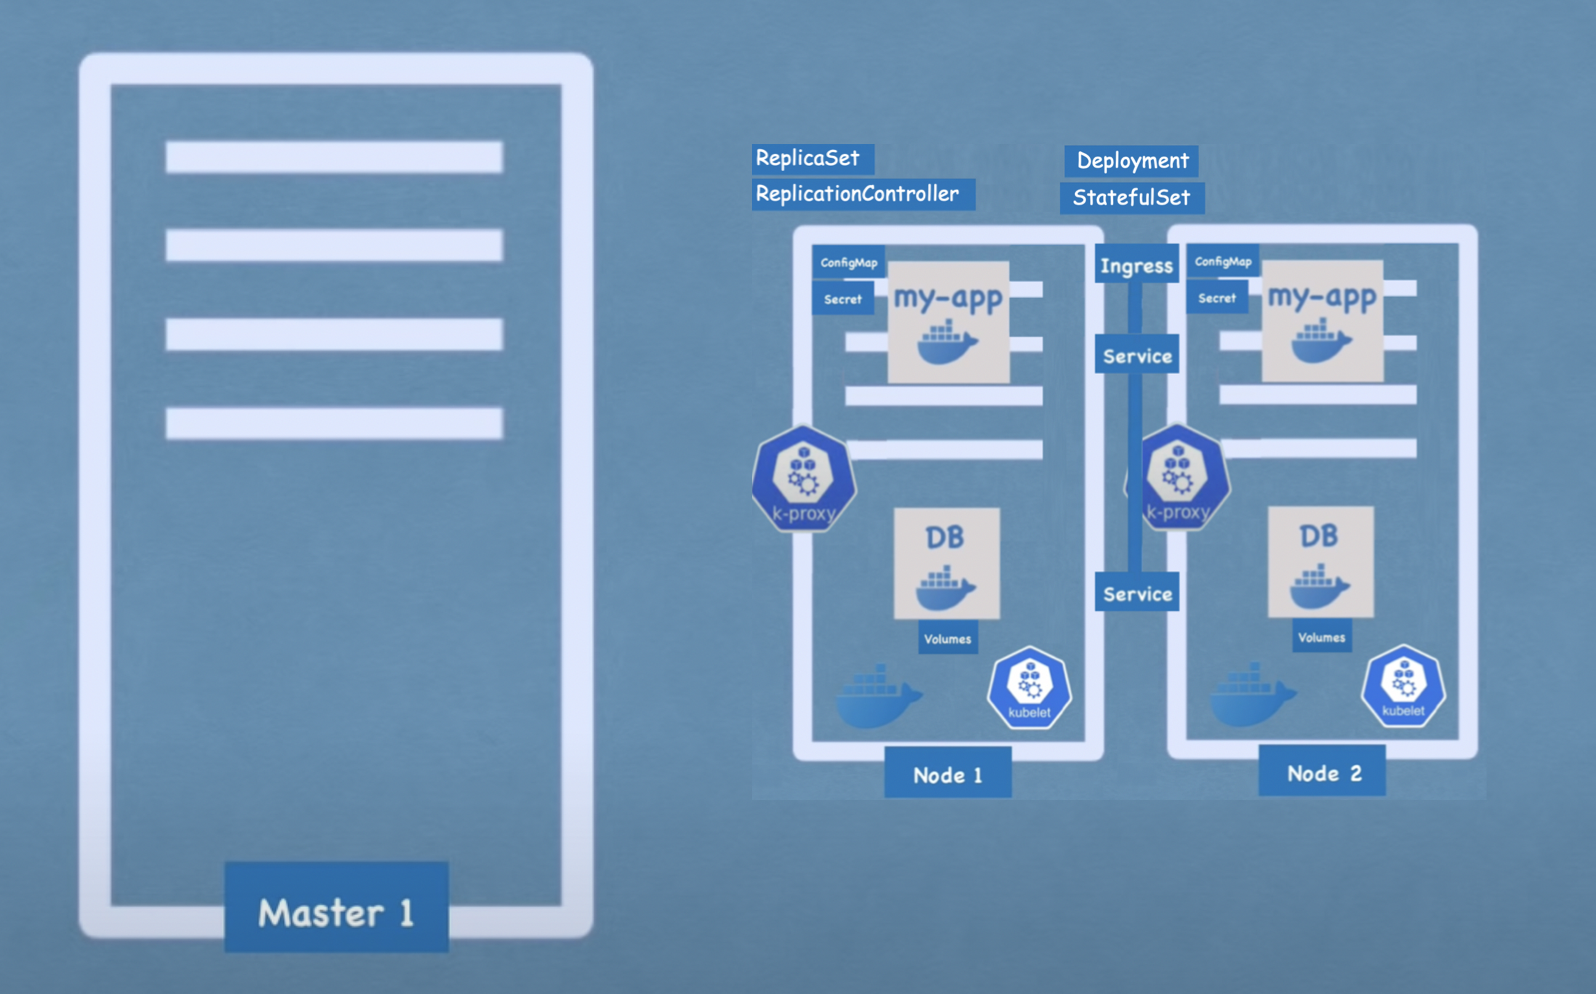 ReplicaSet
ReplicationController
Deployment
StatefulSet
ConfigMap
Secret
my-app
Ingress
Service
ConfigMap
Secret
my-app
k-proxy
k-proxy
DB
Volumes
Service
DB
Volumes
kubelet
kubelet
Node 1
Node 2
Master 1